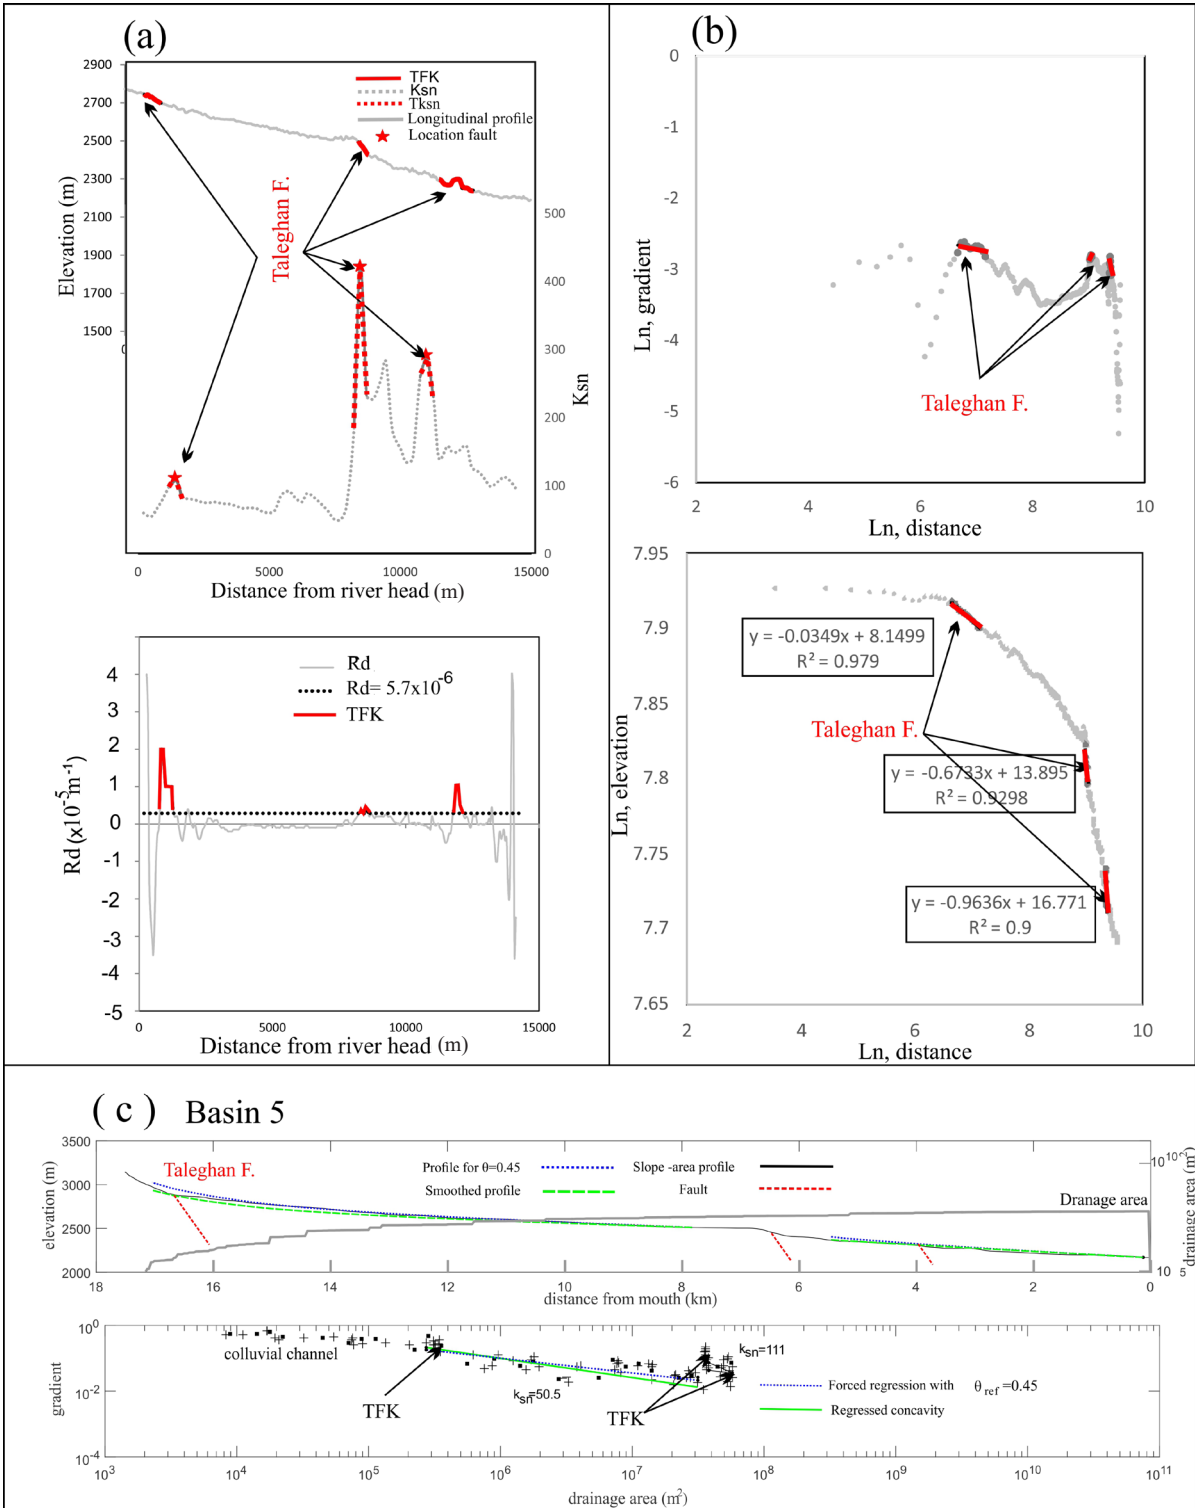 (a)
2900
2700
2500
2300
2100
1900
1700
1500
Elevation (m)
TFK
Ksn
Tksn
Longitudinal profile
Location fault
Taleghan F.
500
400
300
200
100
0
Ksn
0
5000
10000
15000
Distance from river head (m)
Rd
Rd= 5.7x10-6
TFK
4
3
2
1
0
-1
-2
-3
-4
-5
Rd (x10-5m-1)
0
5000
10000
15000
Distance from river head (m)
(b)
0
-1
-2
-3
-4
-5
-6
Ln, gradient
Taleghan F.
2
4
6
8
10
Ln, distance
7.95
7.9
7.85
7.8
7.75
7.7
7.65
Ln, elevation
y = -0.0349x + 8.1499
R² = 0.979
Taleghan F.
y = -0.6733x + 13.895
R² = 0.9298
y = -0.9636x + 16.771
R² = 0.9
2
4
6
8
10
Ln, distance
( c ) Basin 5
3500
3000
2500
2000
elevation (m)
Taleghan F.
Profile for θ=0.45
Slope -area profile
Smoothed profile
Fault
Dranage area
10
10 5
drainage area (m2)
18
16
14
12
10
8
6
4
2
0
distance from mouth (km)
10⁰
10-2
10-4
gradient
colluvial channel
TFK
ksn=50.5
TFK
ksn=111
Forced regression with θref =0.45
Regressed concavity
10³
10⁴
10⁵
10⁶
10⁷
10⁸
10⁹
10¹⁰
10¹¹
drainage area (m²)